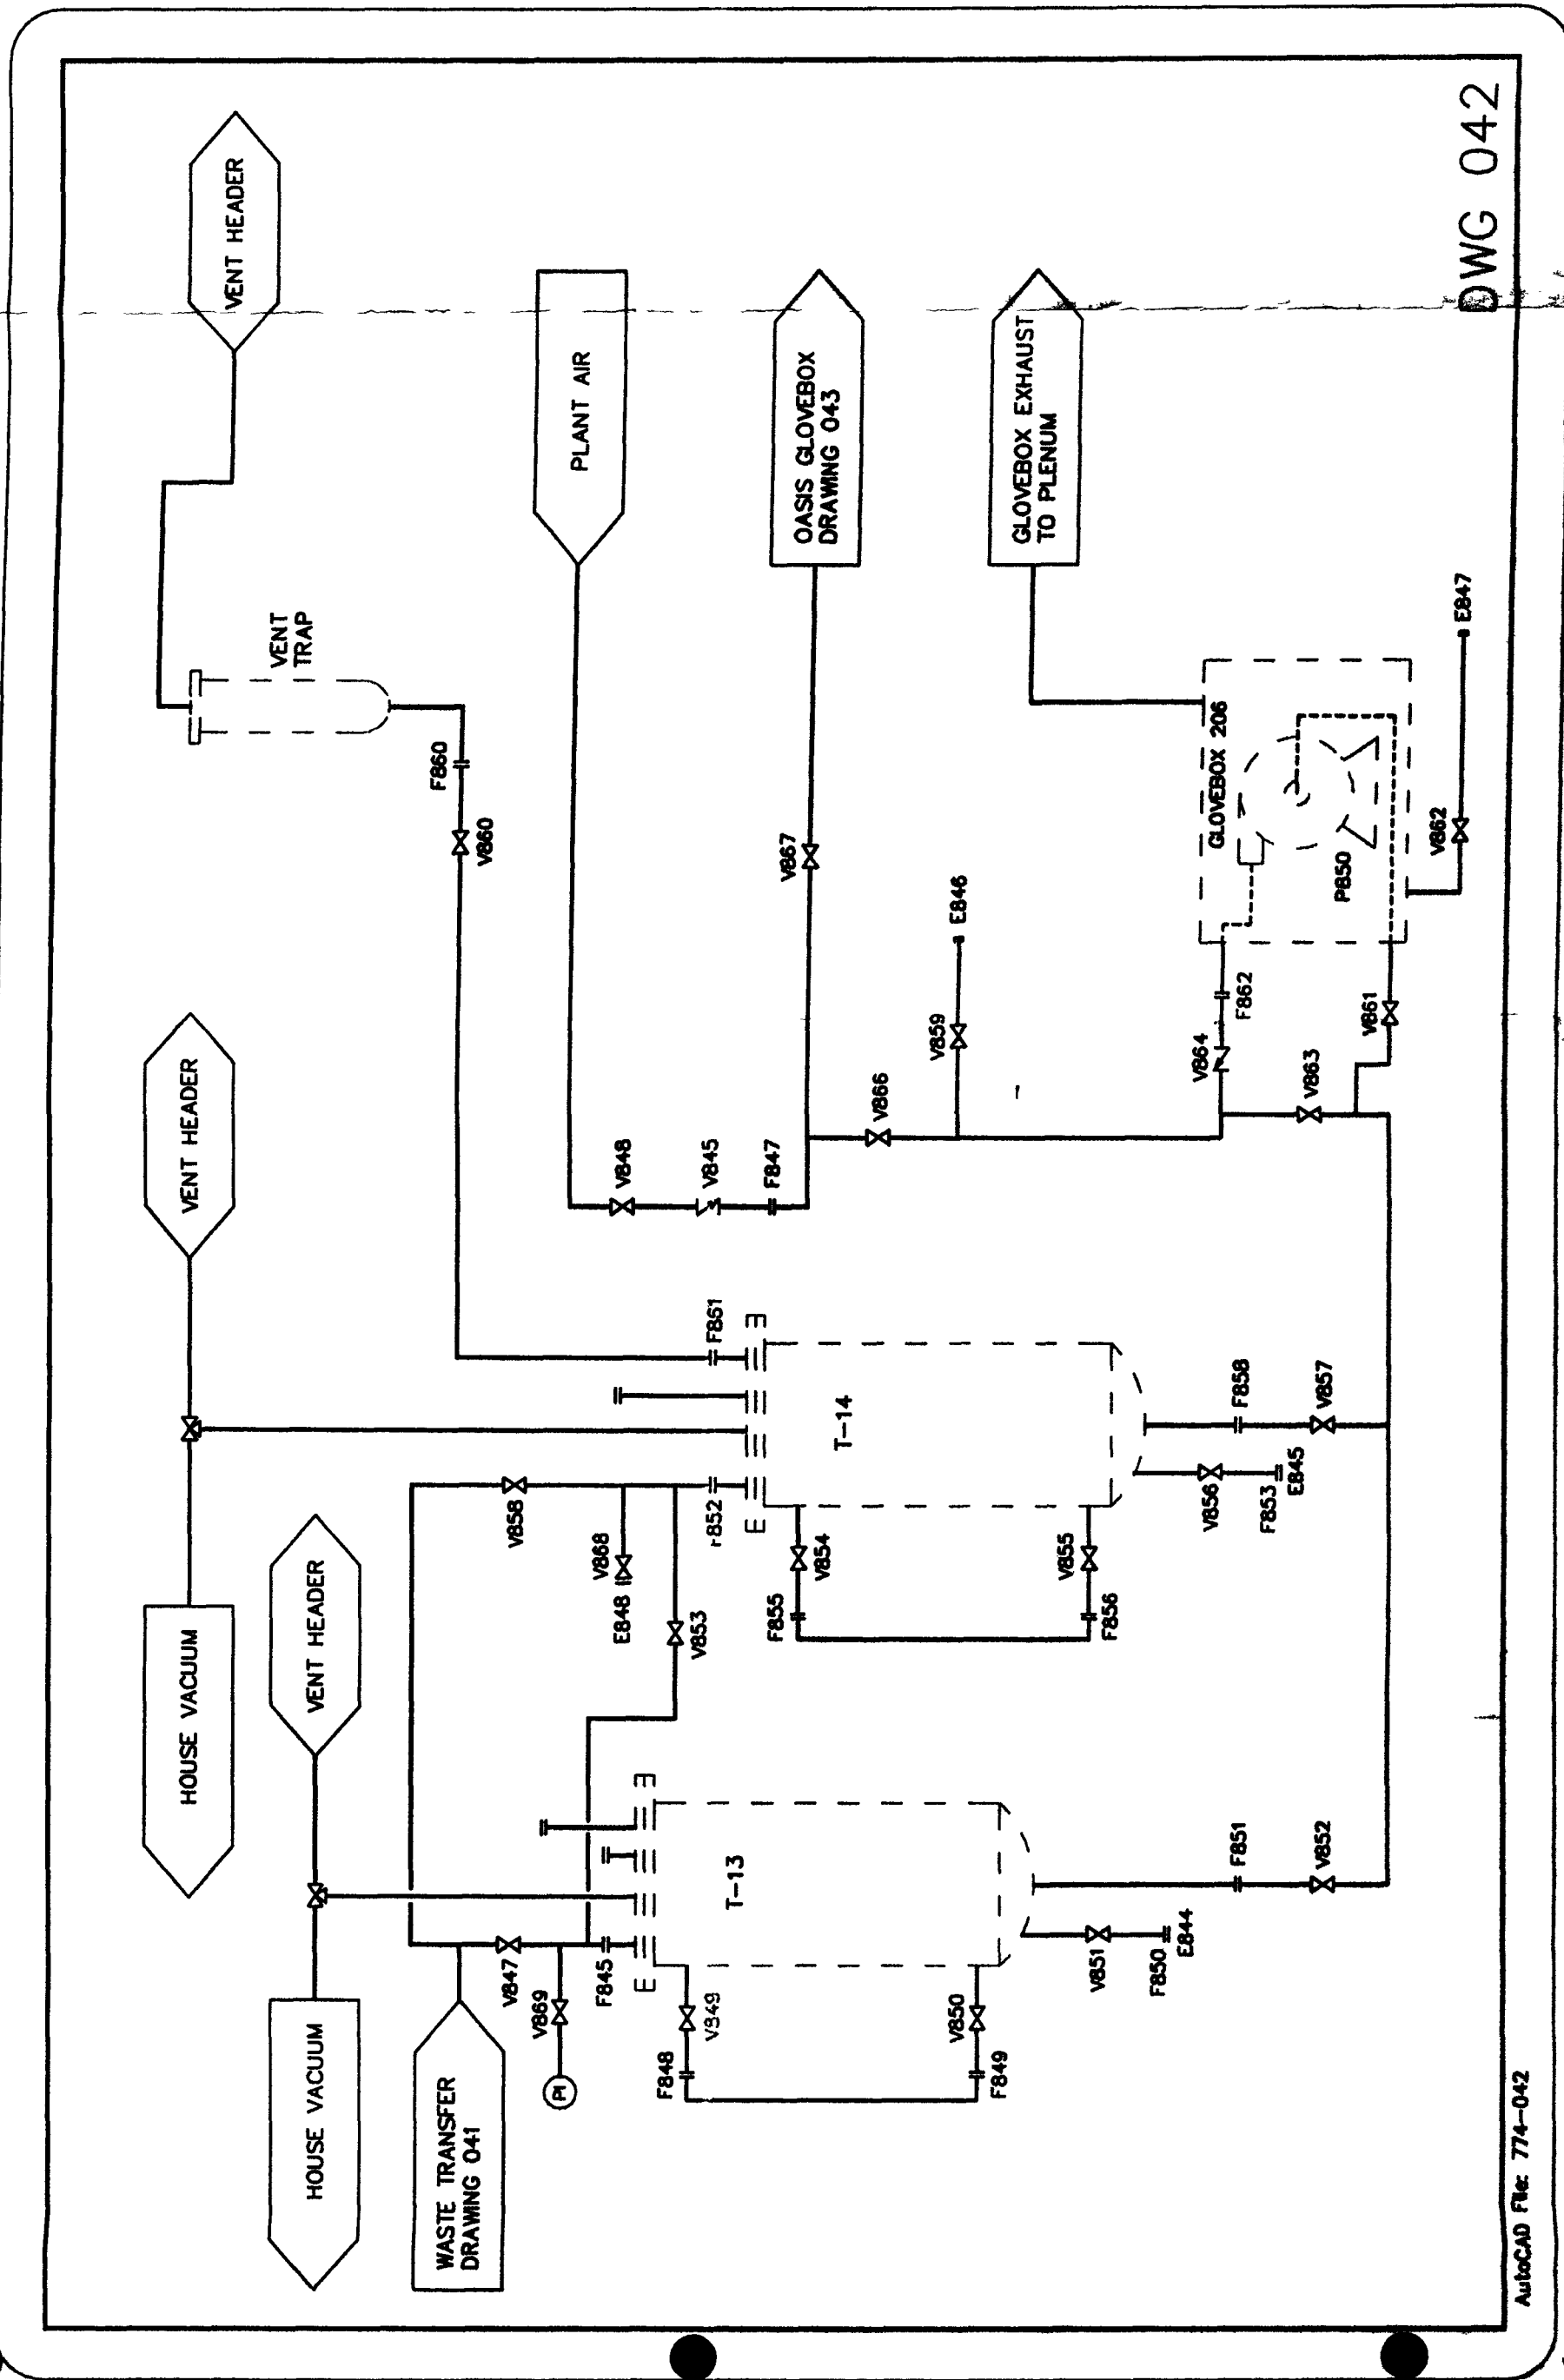 VENT HEADER
VENT HEADER
HOUSE VACUUM
VENT HEADER
HOUSE VACUUM
WASTE TRANSFER
DRAWING 041
VENT
TRAP
F860
V860
PLANT AIR
V858
V847
V869
PI
F845
V868
E848
V853
F852
F861
V848
V845
F847
V867
OASIS GLOVEBOX
DRAWING 043
T-13
T-14
V849
F848
V854
F855
V866
V859
E846
GLOVEBOX EXHAUST
TO PLENUM
V850
F849
V855
F856
V851
F850
E844
V856
F853
E845
F851
V852
F858
V857
V864
F862
GLOVEBOX 206
P850
V863
V861
V862
E847
AutoCAD File: 774-042
DWG 042